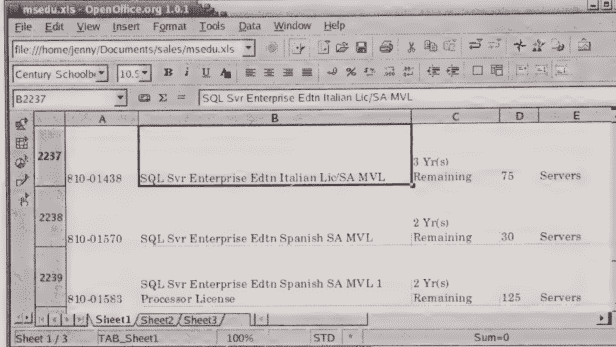 msedu.xls - OpenOffice.org 1.0.1
File Edit View Insert Format Tools Data Window Help
file:///home/jenny/Documents/sales/msedu.xls
Century Schoolb 10.5 B i U A
B2237 Σ = SQL Svr Enterprise Edtn Italian Lic/SA MVL
A B C D E
2237 810-01438 SQL Svr Enterprise Edtn Italian Lic/SA MVL 3 Yr(s) Remaining 75 Servers
2238 810-01570 SQL Svr Enterprise Edtn Spanish SA MVL 2 Yr(s) Remaining 30 Servers
2239 810-01583 SQL Svr Enterprise Edtn Spanish SA MVL 1 Processor License 2 Yr(s) Remaining 125 Servers
Sheet1 Sheet2 Sheet3
Sheet 1 / 3 TAB_Sheet1 100% STD * Sum=0